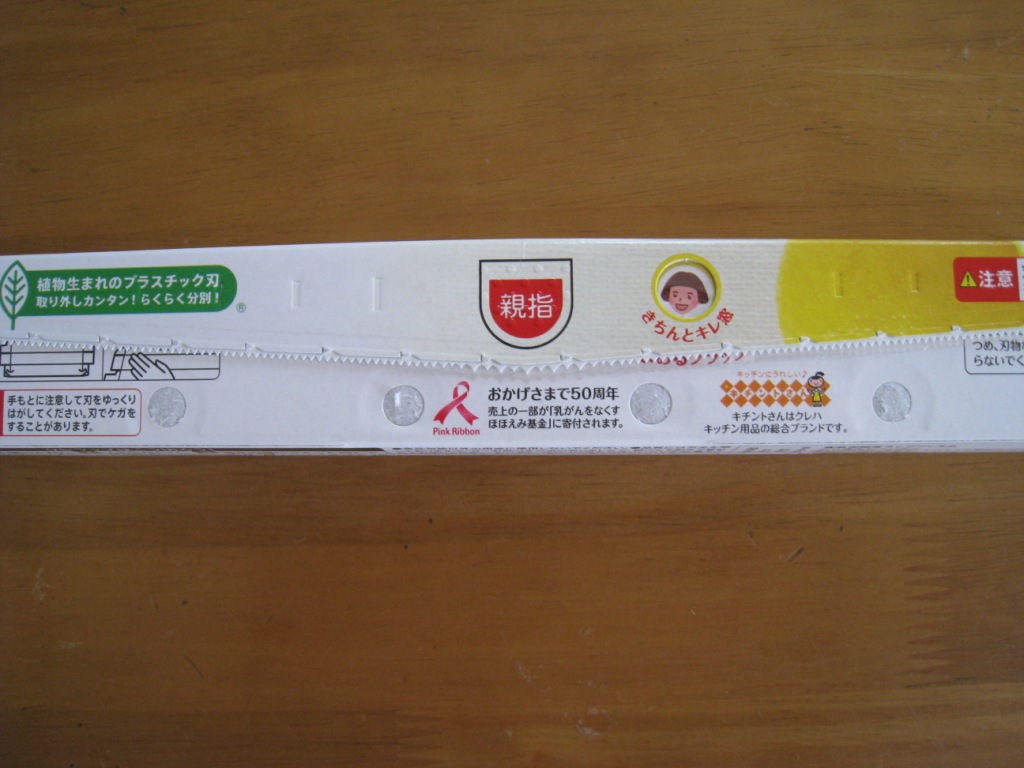 植物生まれのプラスチック刃
取り外しカンタン!らくらく分別!
®
親指
きちんとキレ窓
注意
手もとに注意して刃をゆっくり
はがしてください。刃でケガを
することがあります。
Pink Ribbon
おかげさまで50周年
売上の一部が「乳がんをなくす
ほほえみ基金」に寄付されます。
キッチンにうれしい♪
キチントさん
キチントさんはクレハ
キッチン用品の総合ブランドです。
つめ、刃物
らないでく